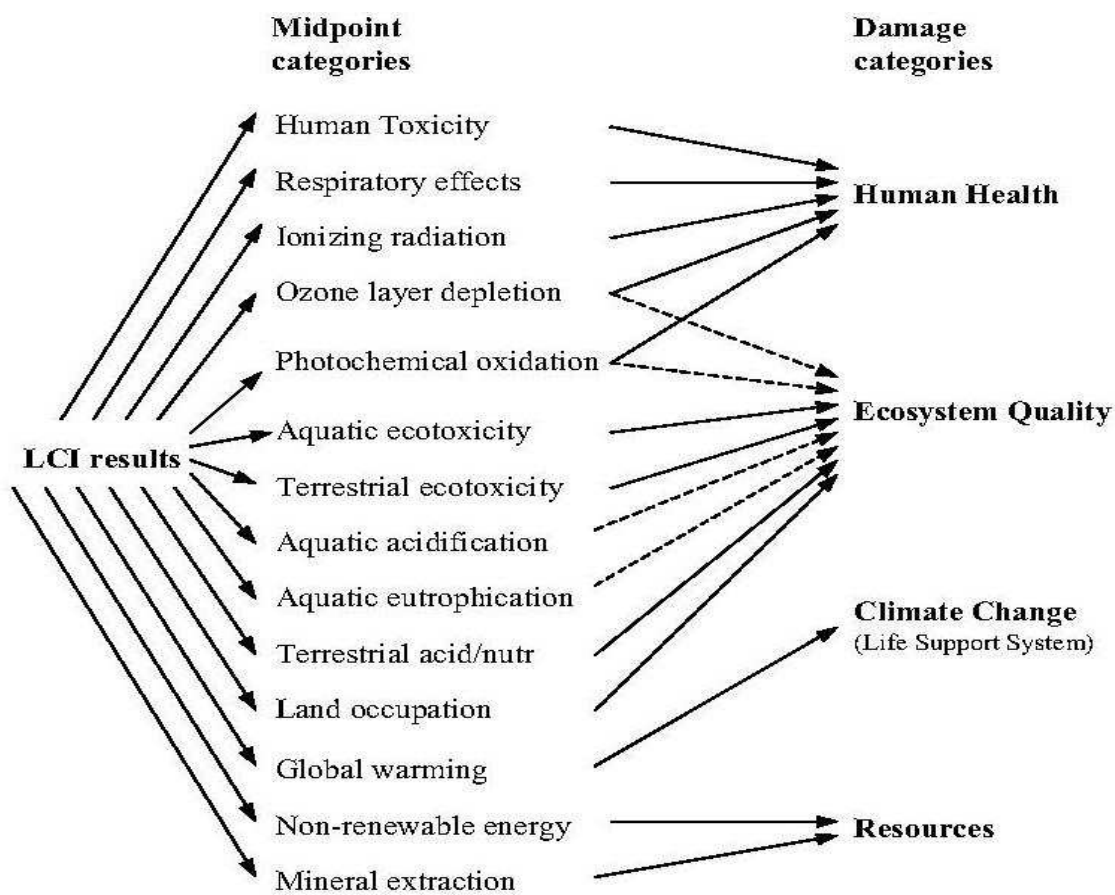 Midpoint
categories
Damage
categories
Human Toxicity
Respiratory effects
Human Health
Ionizing radiation
Ozone layer depletion
Photochemical oxidation
Ecosystem Quality
Aquatic ecotoxicity
LCI results
Terrestrial ecotoxicity
Aquatic acidification
Aquatic eutrophication
Climate Change
(Life Support System)
Terrestrial acid/nutr
Land occupation
Global warming
Non-renewable energy
Resources
Mineral extraction